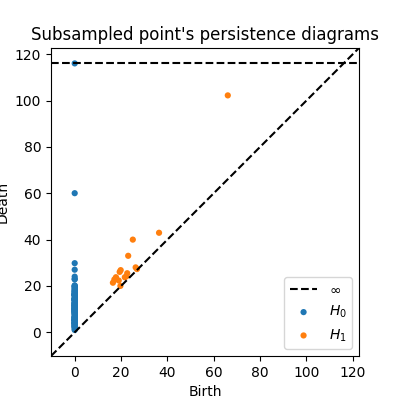 Subsampled point's persistence diagrams
120
100
80
60
40
20
0
Death
∞
H₀
H₁
0 20 40 60 80 100 120
Birth